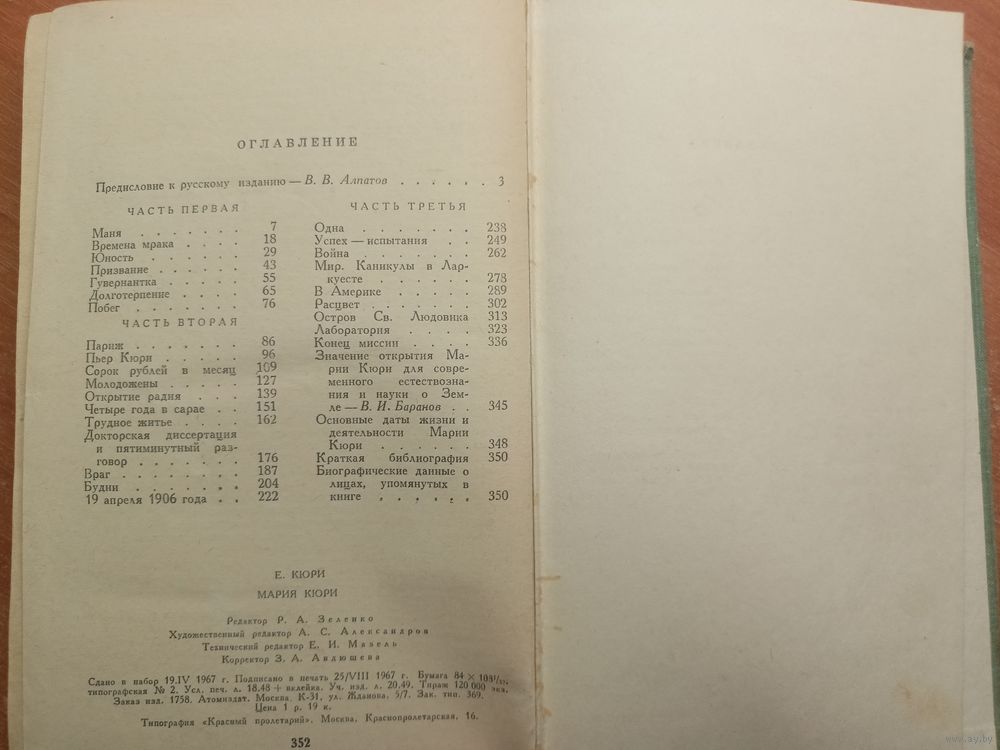 ОГЛАВЛЕНИЕ
Предисловие к русскому изданию — В. В. Алпатов . . . . . . 3
ЧАСТЬ ПЕРВАЯ
Маня . . . . . . . 7
Времена мрака . . . . 18
Юность . . . . . . 29
Призвание . . . . . . 43
Гувернантка . . . . . 55
Долготерпение . . . . 65
Побег . . . . . . . 76
ЧАСТЬ ВТОРАЯ
Париж . . . . . . . 86
Пьер Кюри . . . . . 96
Сорок рублей в месяц 109
Молодожены . . . . . 127
Открытие радия . . . 139
Четыре года в сарае . . 151
Трудное житье . . . . 162
Докторская диссертация
и пятиминутный раз-
говор . . . . . . . 176
Враг . . . . . . . . 187
Будни . . . . . . . 204
19 апреля 1906 года . . 222
ЧАСТЬ ТРЕТЬЯ
Одна . . . . . . . 238
Успех — испытания . . 249
Война . . . . . . . 262
Мир. Каникулы в Лар-
куесте . . . . . . 278
В Америке . . . . . 289
Расцвет . . . . . . . 302
Остров Св. Людовика 313
Лаборатория . . . . 323
Конец миссии . . . . 336
Значение открытия Ма-
рии Кюри для совре-
менного естествозна-
ния и науки о Зем-
ле — В. И. Баранов . . 345
Основные даты жизни и
деятельности Марии
Кюри . . . . . . 348
Краткая библиография 350
Биографические данные о
лицах, упомянутых в
книге . . . . . . 350
Е. КЮРИ
МАРИЯ КЮРИ
Редактор Р. А. Зеленко
Художественный редактор А. С. Александров
Технический редактор Е. И. Мазель
Корректор З. А. Авдюшева
Сдано в набор 19.IV 1967 г. Подписано в печать 25/VIII 1967 г. Бумага 84 × 108 1/32,
типографская № 2. Усл. печ. л. 18.48 + вклейка. Уч. изд. л. 20.49. Тираж 120 000 экз.
Заказ изд. 1758. Атомиздат. Москва, К-31, ул. Жданова, 5/7. Зак. тип. 369.
Цена 1 р. 19 к.
Типография «Красный пролетарий». Москва, Краснопролетарская, 16.
352
www.ay.by